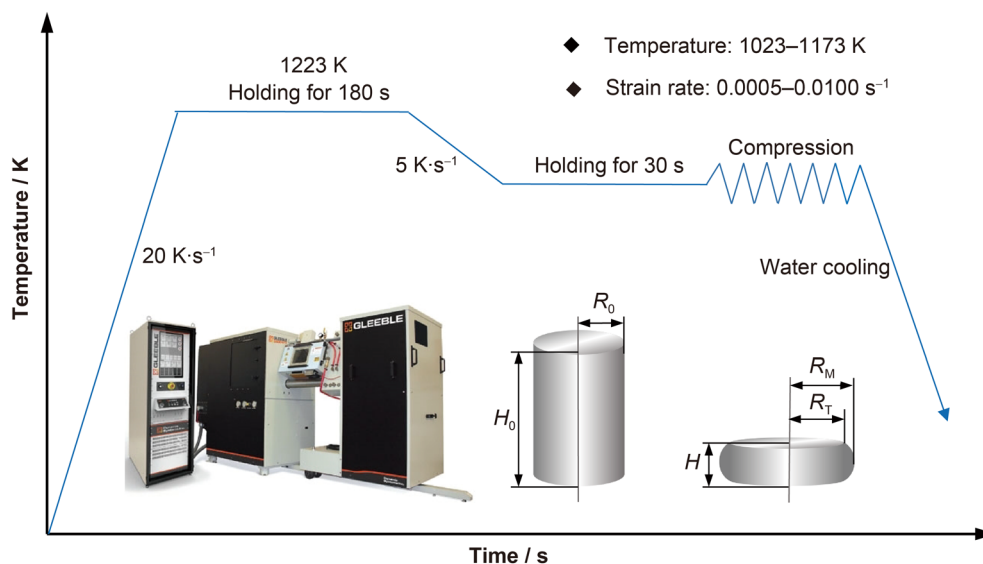 ◆ Temperature: 1023–1173 K
◆ Strain rate: 0.0005–0.0100 s⁻¹
1223 K
Holding for 180 s
5 K·s⁻¹
Holding for 30 s
Compression
20 K·s⁻¹
Water cooling
GLEEBLE
GLEEBLE
R₀
H₀
R_M
R_T
H
Temperature / K
Time / s